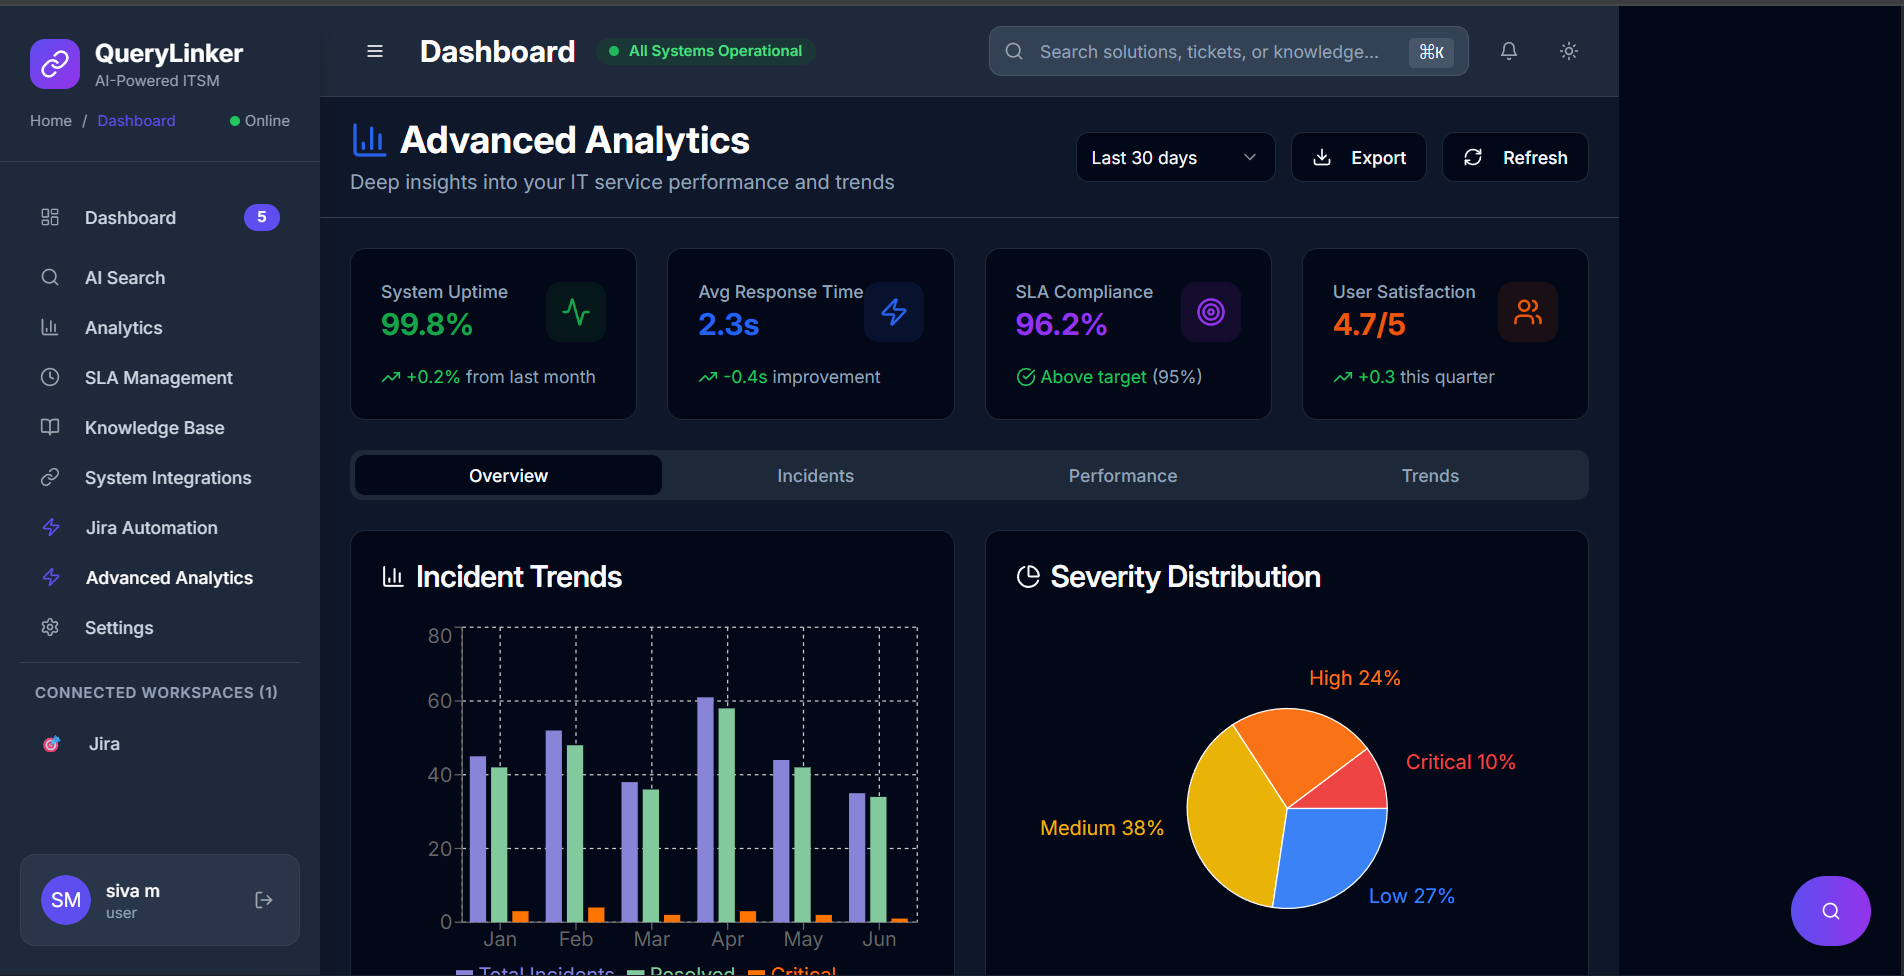 QueryLinker
AI-Powered ITSM
Home / Dashboard
Online
Dashboard
5
AI Search
Analytics
SLA Management
Knowledge Base
System Integrations
Jira Automation
Advanced Analytics
Settings
CONNECTED WORKSPACES (1)
Jira
SM
siva m
user
Dashboard
All Systems Operational
Search solutions, tickets, or knowledge...
⌘K
Advanced Analytics
Deep insights into your IT service performance and trends
Last 30 days
Export
Refresh
System Uptime
99.8%
+0.2% from last month
Avg Response Time
2.3s
-0.4s improvement
SLA Compliance
96.2%
Above target (95%)
User Satisfaction
4.7/5
+0.3 this quarter
Overview
Incidents
Performance
Trends
Incident Trends
80
60
40
20
0
Jan Feb Mar Apr May Jun
Total Incidents Resolved Critical
Severity Distribution
High 24%
Critical 10%
Medium 38%
Low 27%